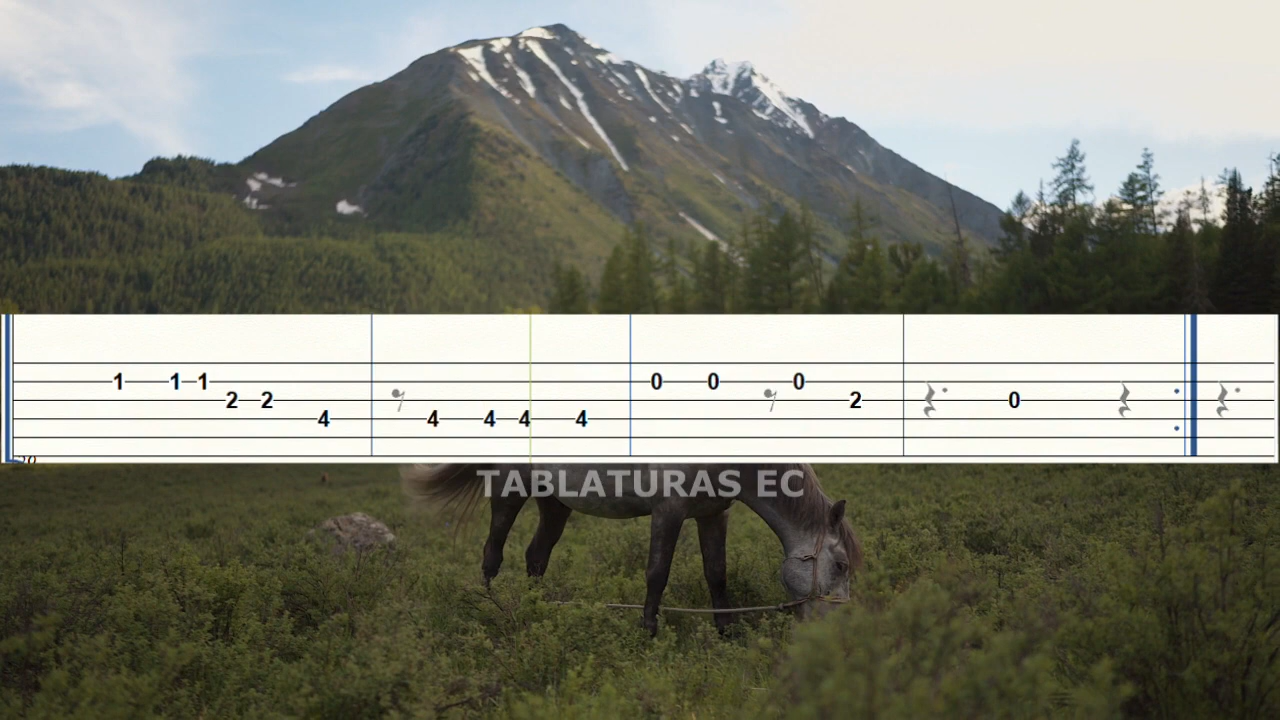 1 1 1
2 2
4
4 4 4 4
0 0 0
2
0
TABLATURAS EC